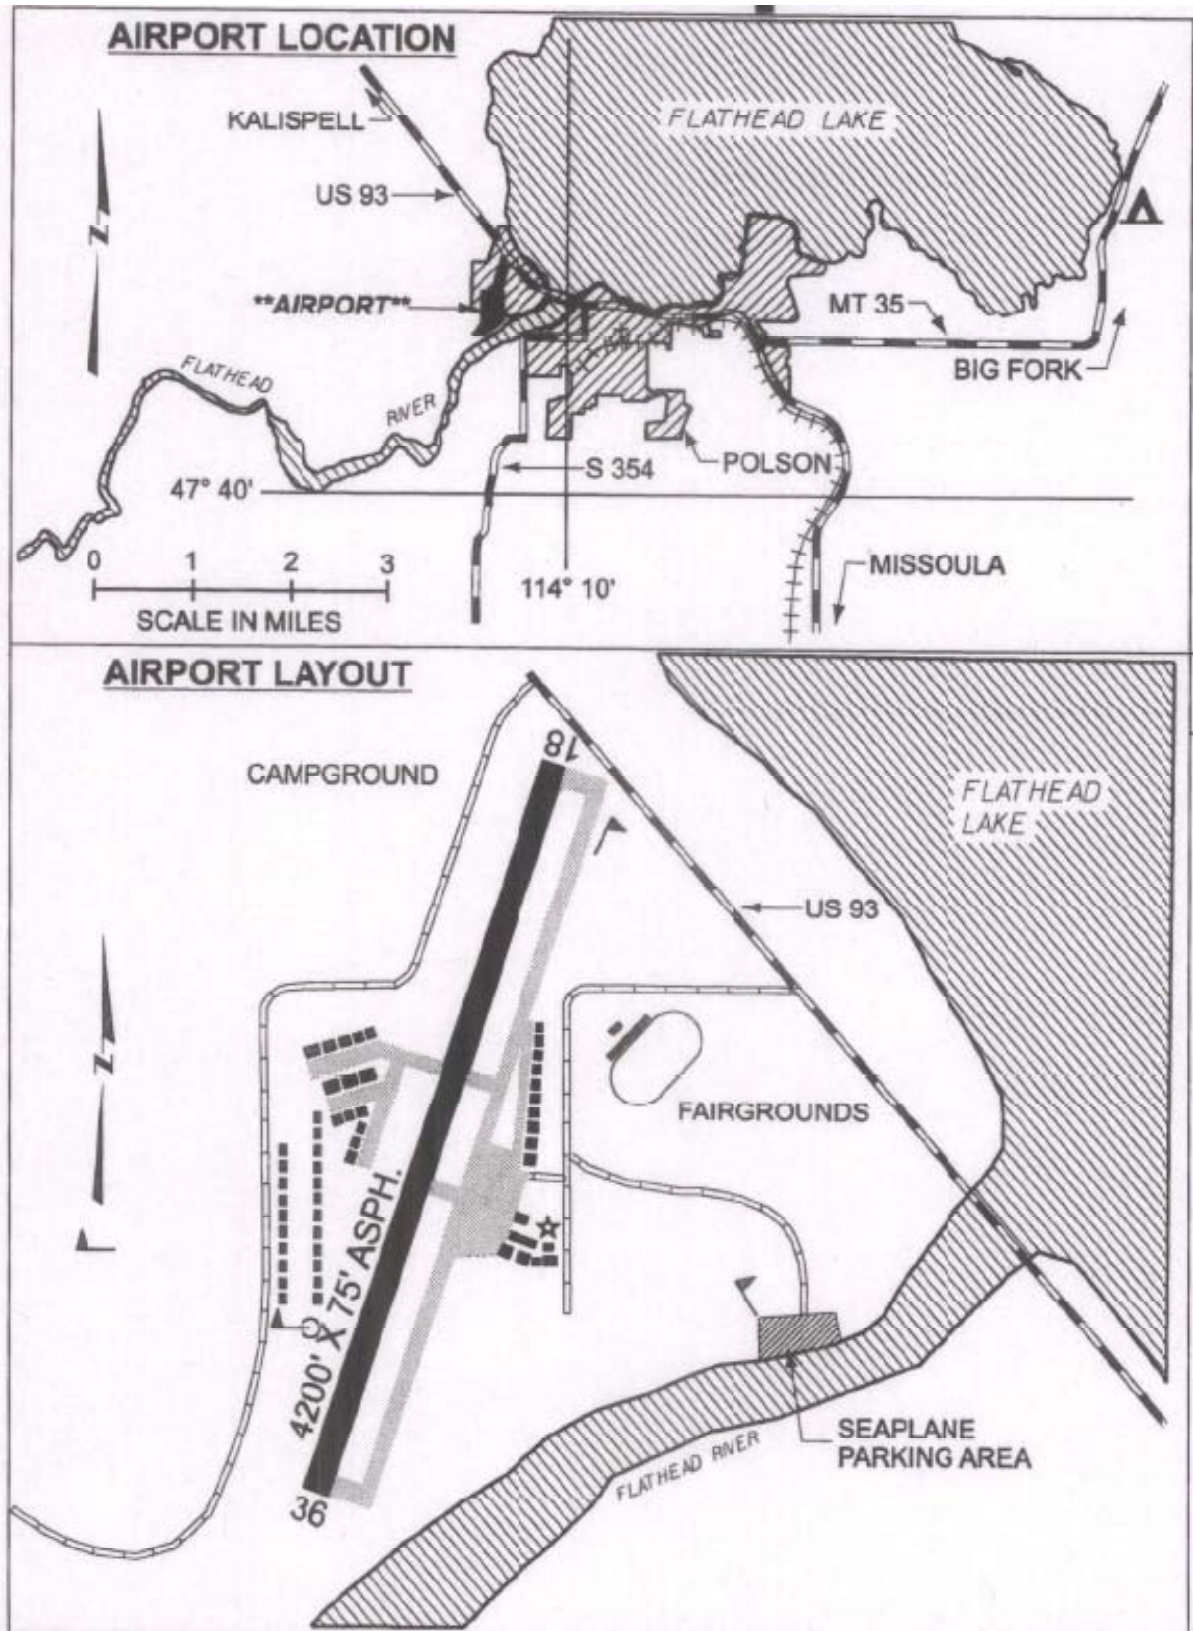 AIRPORT LOCATION
KALISPELL
FLATHEAD LAKE
US 93
N
**AIRPORT**
MT 35
FLATHEAD
RIVER
BIG FORK
POLSON
S 354
47° 40'
0 1 2 3
114° 10'
MISSOULA
SCALE IN MILES
AIRPORT LAYOUT
18
CAMPGROUND
FLATHEAD
LAKE
US 93
N
FAIRGROUNDS
4200' X 75' ASPH.
SEAPLANE
PARKING AREA
FLATHEAD RIVER
36